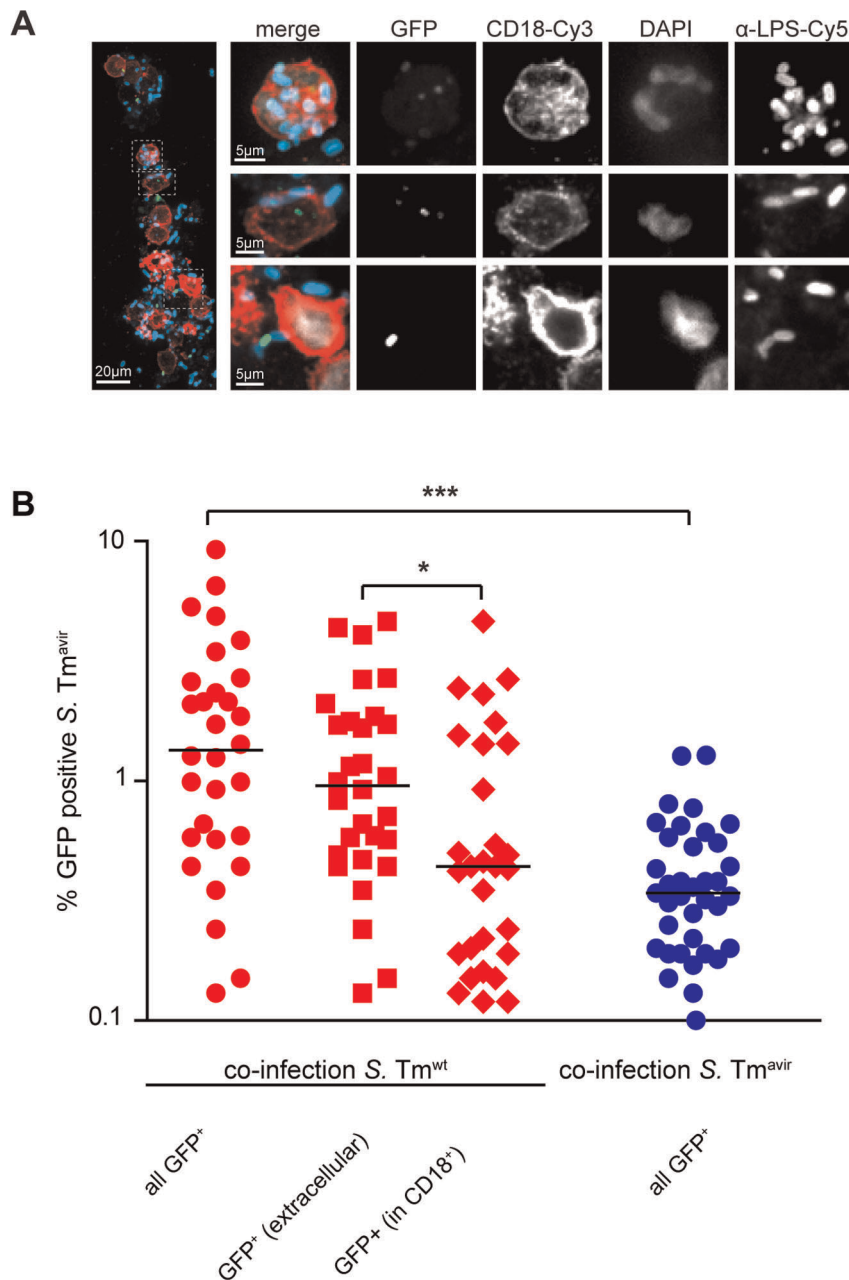 A
merge GFP CD18-Cy3 DAPI α-LPS-Cy5
5µm
5µm
20µm 5µm
B
***
*
10
1
0.1
% GFP positive S. Tmavir
co-infection S. Tmwt co-infection S. Tmavir
all GFP+
GFP+ (extracellular)
GFP+ (in CD18+)
all GFP+